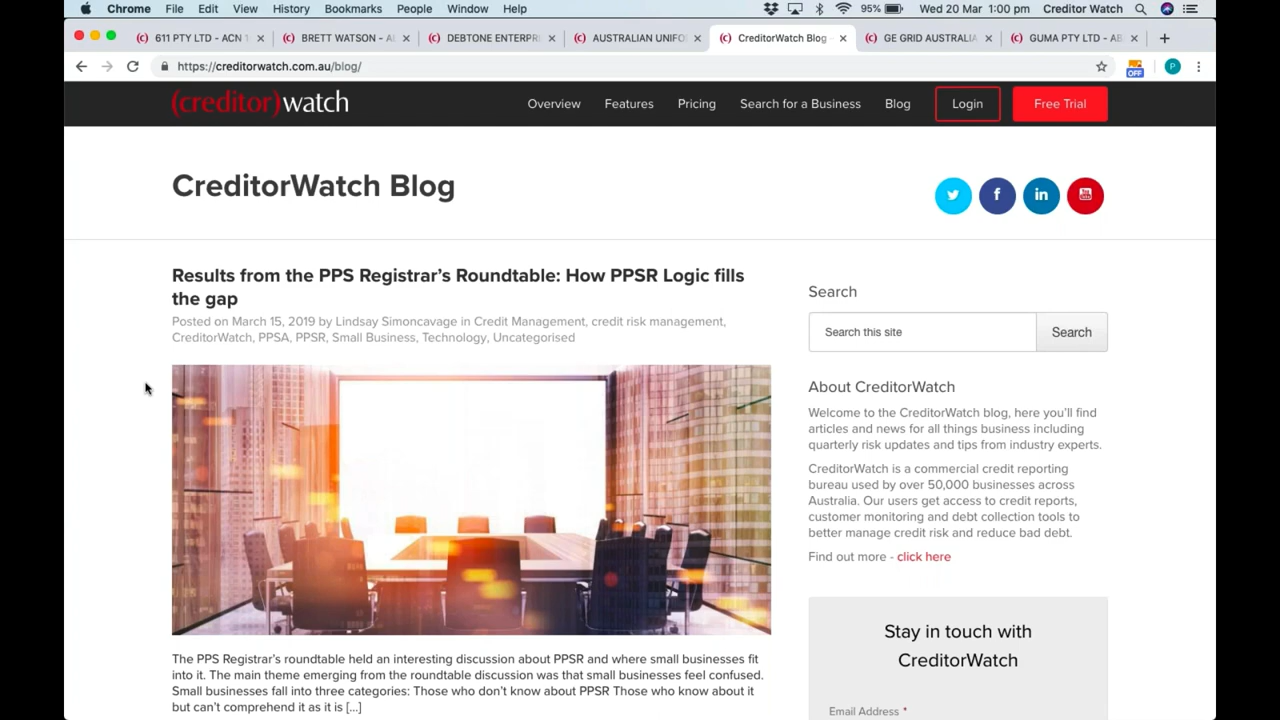 Chrome File Edit View History Bookmarks People Window Help 95% Wed 20 Mar 1:00 pm Creditor Watch
611 PTY LTD - ACN 1 BRETT WATSON - A DEBTONE ENTERPR AUSTRALIAN UNIFO CreditorWatch Blog GE GRID AUSTRALIA GUMA PTY LTD - AB
https://creditorwatch.com.au/blog/ OFF P
(creditor)watch Overview Features Pricing Search for a Business Blog Login Free Trial
CreditorWatch Blog
Results from the PPS Registrar’s Roundtable: How PPSR Logic fills
the gap
Posted on March 15, 2019 by Lindsay Simoncavage in Credit Management, credit risk management,
CreditorWatch, PPSA, PPSR, Small Business, Technology, Uncategorised
The PPS Registrar’s roundtable held an interesting discussion about PPSR and where small businesses fit
into it. The main theme emerging from the roundtable discussion was that small businesses feel confused.
Small businesses fall into three categories: Those who don’t know about PPSR Those who know about it
but can’t comprehend it as it is [...]
Search
Search this site Search
About CreditorWatch
Welcome to the CreditorWatch blog, here you’ll find
articles and news for all things business including
quarterly risk updates and tips from industry experts.
CreditorWatch is a commercial credit reporting
bureau used by over 50,000 businesses across
Australia. Our users get access to credit reports,
customer monitoring and debt collection tools to
better manage credit risk and reduce bad debt.
Find out more - click here
Stay in touch with
CreditorWatch
Email Address *